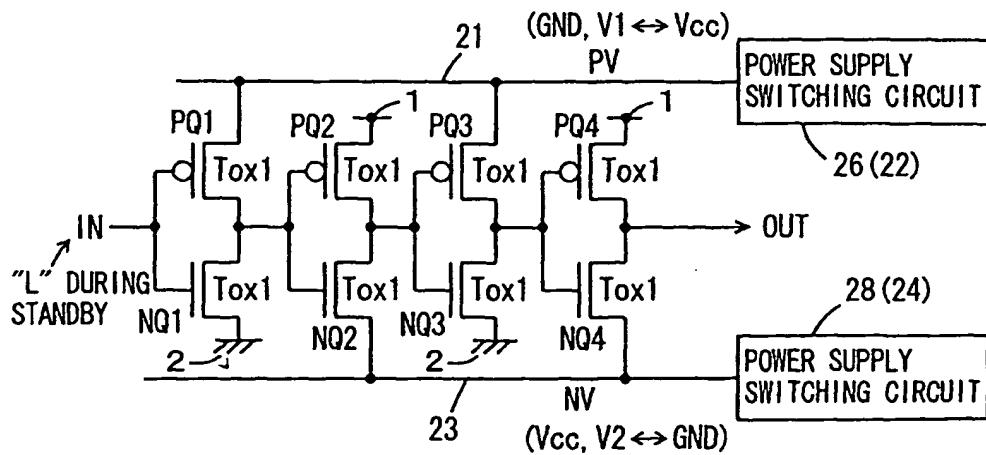 21
(GND, V1↔Vcc)
PV
POWER SUPPLY
SWITCHING CIRCUIT
26(22)
1
1
PQ1
PQ2
PQ3
PQ4
Tox1
Tox1
Tox1
Tox1
IN
OUT
"L" DURING
STANDBY
Tox1
Tox1
Tox1
Tox1
NQ1
NQ2
NQ3
NQ4
2
2
28(24)
POWER SUPPLY
SWITCHING CIRCUIT
23
NV
(Vcc, V2↔GND)